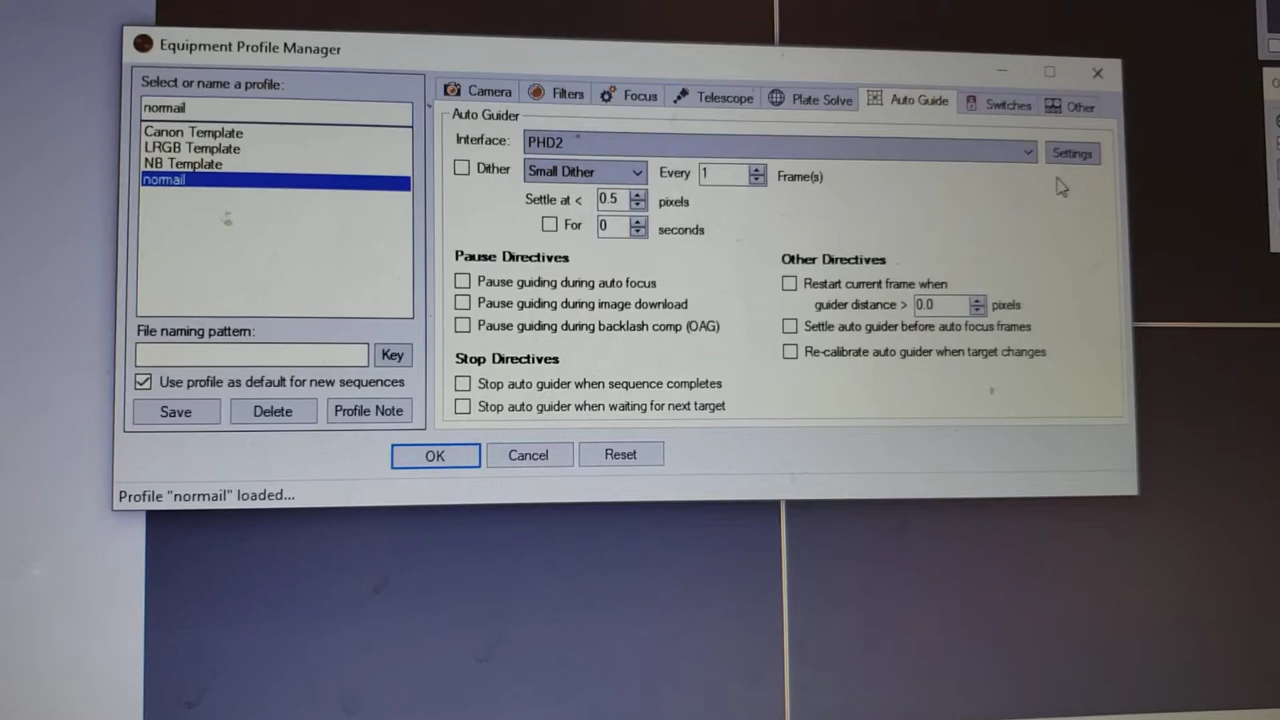 Equipment Profile Manager
Select or name a profile:
normail
Canon Template
LRGB Template
NB Template
normail
File naming pattern:
Key
Use profile as default for new sequences
Save Delete Profile Note
Camera Filters Focus Telescope Plate Solve Auto Guide Switches Other
Auto Guider
Interface: PHD2 Settings
Dither Small Dither Every 1 Frame(s)
Settle at < 0.5 pixels
For 0 seconds
Pause Directives
Pause guiding during auto focus
Pause guiding during image download
Pause guiding during backlash comp (OAG)
Stop Directives
Stop auto guider when sequence completes
Stop auto guider when waiting for next target
Other Directives
Restart current frame when
guider distance > 0.0 pixels
Settle auto guider before auto focus frames
Re-calibrate auto guider when target changes
OK Cancel Reset
Profile "normail" loaded...